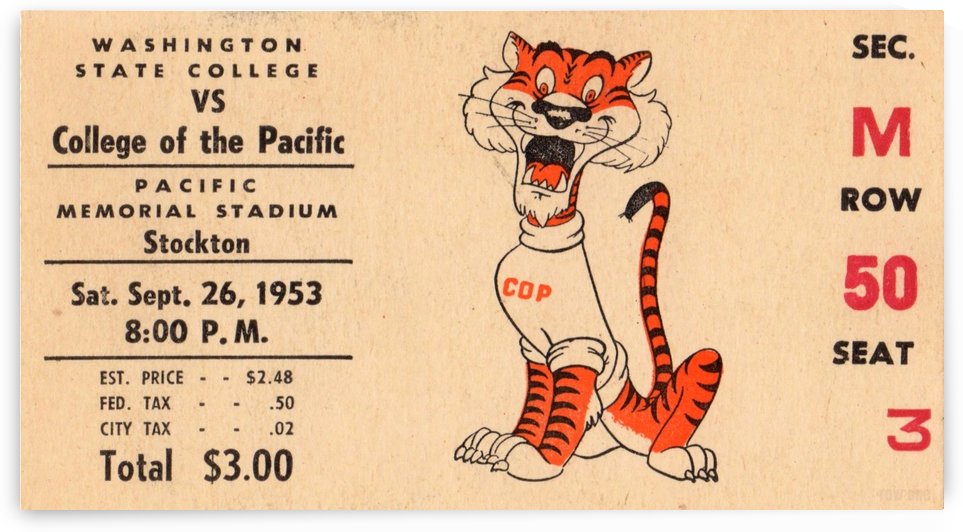 WASHINGTON
STATE COLLEGE
VS
College of the Pacific
PACIFIC
MEMORIAL STADIUM
Stockton
Sat. Sept. 26, 1953
8:00 P.M.
EST. PRICE - - $2.48
FED. TAX - - .50
CITY TAX - - .02
Total $3.00
COP
SEC.
M
ROW
50
SEAT
3